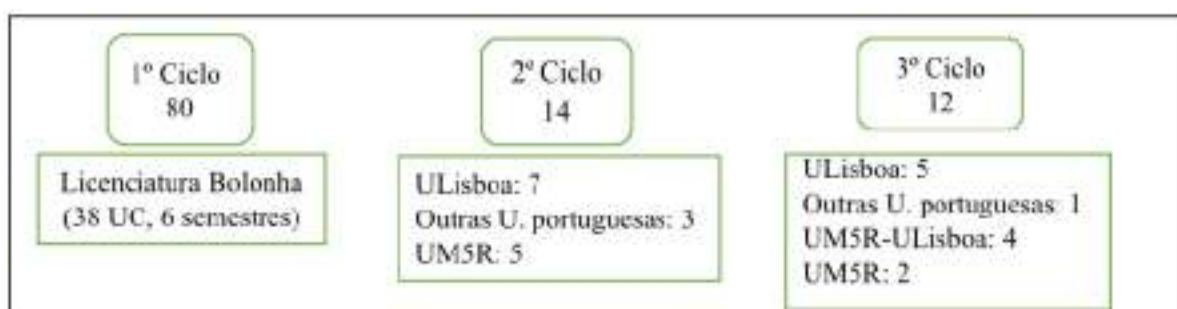 1º Ciclo
80
Licenciatura Bolonha
(38 UC, 6 semestres)
2º Ciclo
14
ULisboa: 7
Outras U. portuguesas: 3
UM5R: 5
3º Ciclo
12
ULisboa: 5
Outras U. portuguesas: 1
UM5R-ULisboa: 4
UM5R: 2